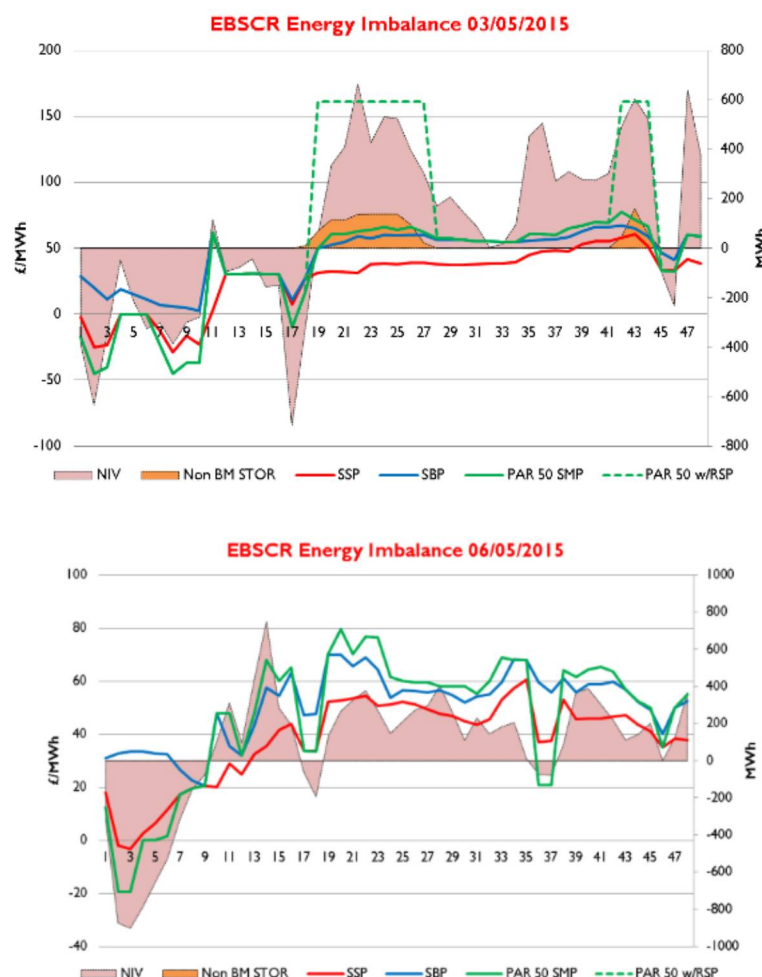 EBSCR Energy Imbalance 03/05/2015
200 800
150 600
400
100 200
£/MWh 50 0 MWh
0 -200
1 3 5 7 9 11 13 15 17 19 21 23 25 27 29 31 33 35 37 39 41 43 45 47
-400
-50 -600
-100 -800
NIV Non BM STOR SSP SBP PAR 50 SMP PAR 50 w/RSP
EBSCR Energy Imbalance 06/05/2015
100 1000
800
80 600
60 400
200
£/MWh 40 0 MWh
20 -200
0 -400
1 3 5 7 9 11 13 15 17 19 21 23 25 27 29 31 33 35 37 39 41 43 45 47
-600
-20 -800
-40 -1000
NIV Non BM STOR SSP SBP PAR 50 SMP PAR 50 w/RSP